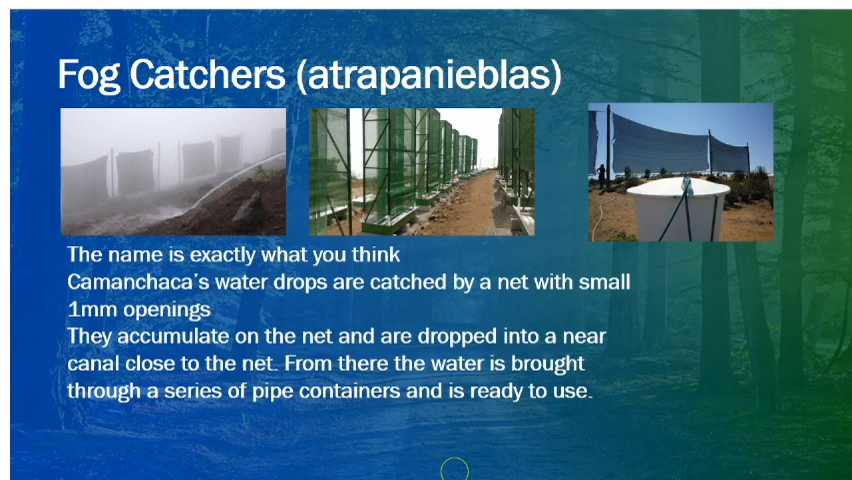 Fog Catchers (atrapanieblas)
The name is exactly what you think
Camanchaca's water drops are catched by a net with small
1mm openings
They accumulate on the net and are dropped into a near
canal close to the net. From there the water is brought
through a series of pipe containers and is ready to use.